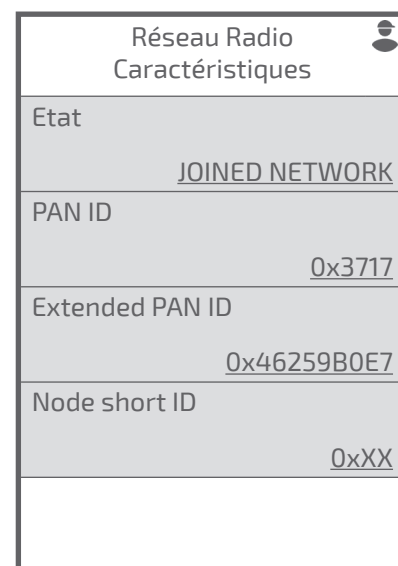 Réseau Radio
Caractéristiques
Etat
JOINED NETWORK
PAN ID
0x3717
Extended PAN ID
0x46259B0E7
Node short ID
0xXX